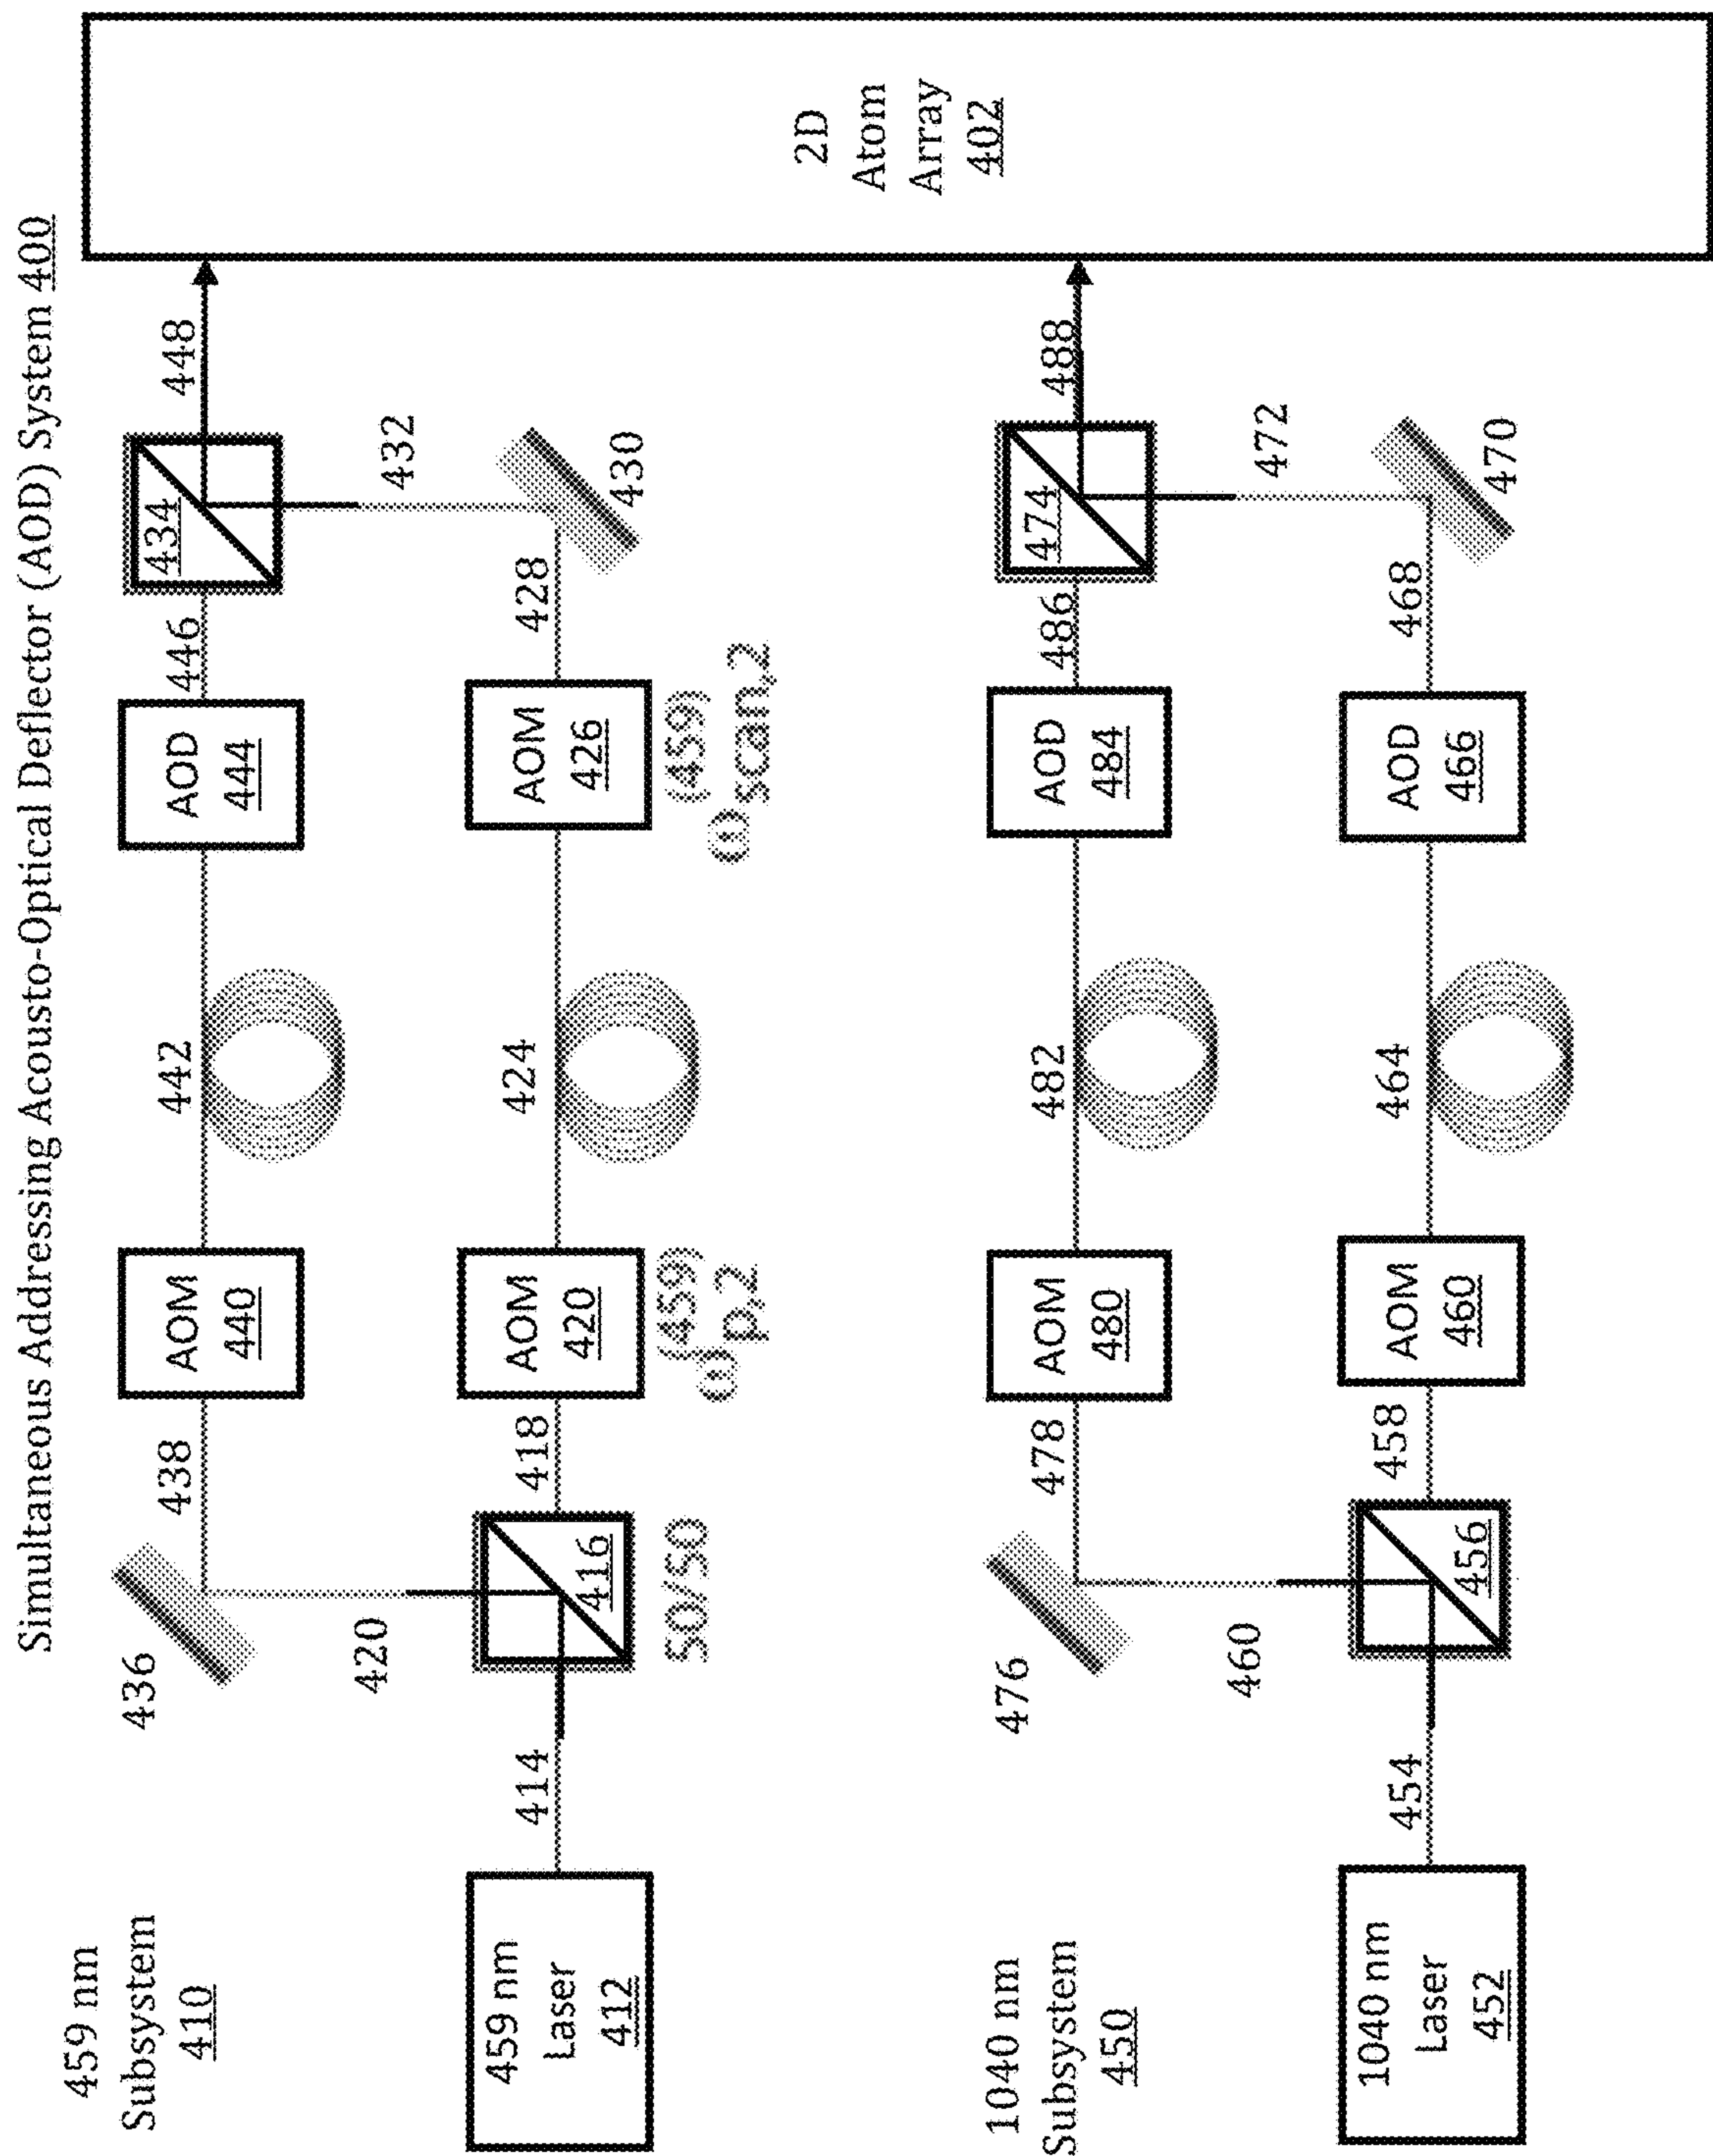 Simultaneous Addressing Acousto-Optical Deflector (AOD) System 400
459 nm
Subsystem
410
459 nm
Laser
412
414
416
50/50
420
436
438
418
AOM
440
AOM
420
ω p,2 (459)
442
424
AOD
444
AOM
426
ω scan,2 (459)
446
428
430
432
434
448
2D
Atom
Array
402
1040 nm
Subsystem
450
1040 nm
Laser
452
454
456
460
476
478
458
AOM
480
AOM
460
482
464
AOD
484
AOD
466
486
468
470
472
474
488